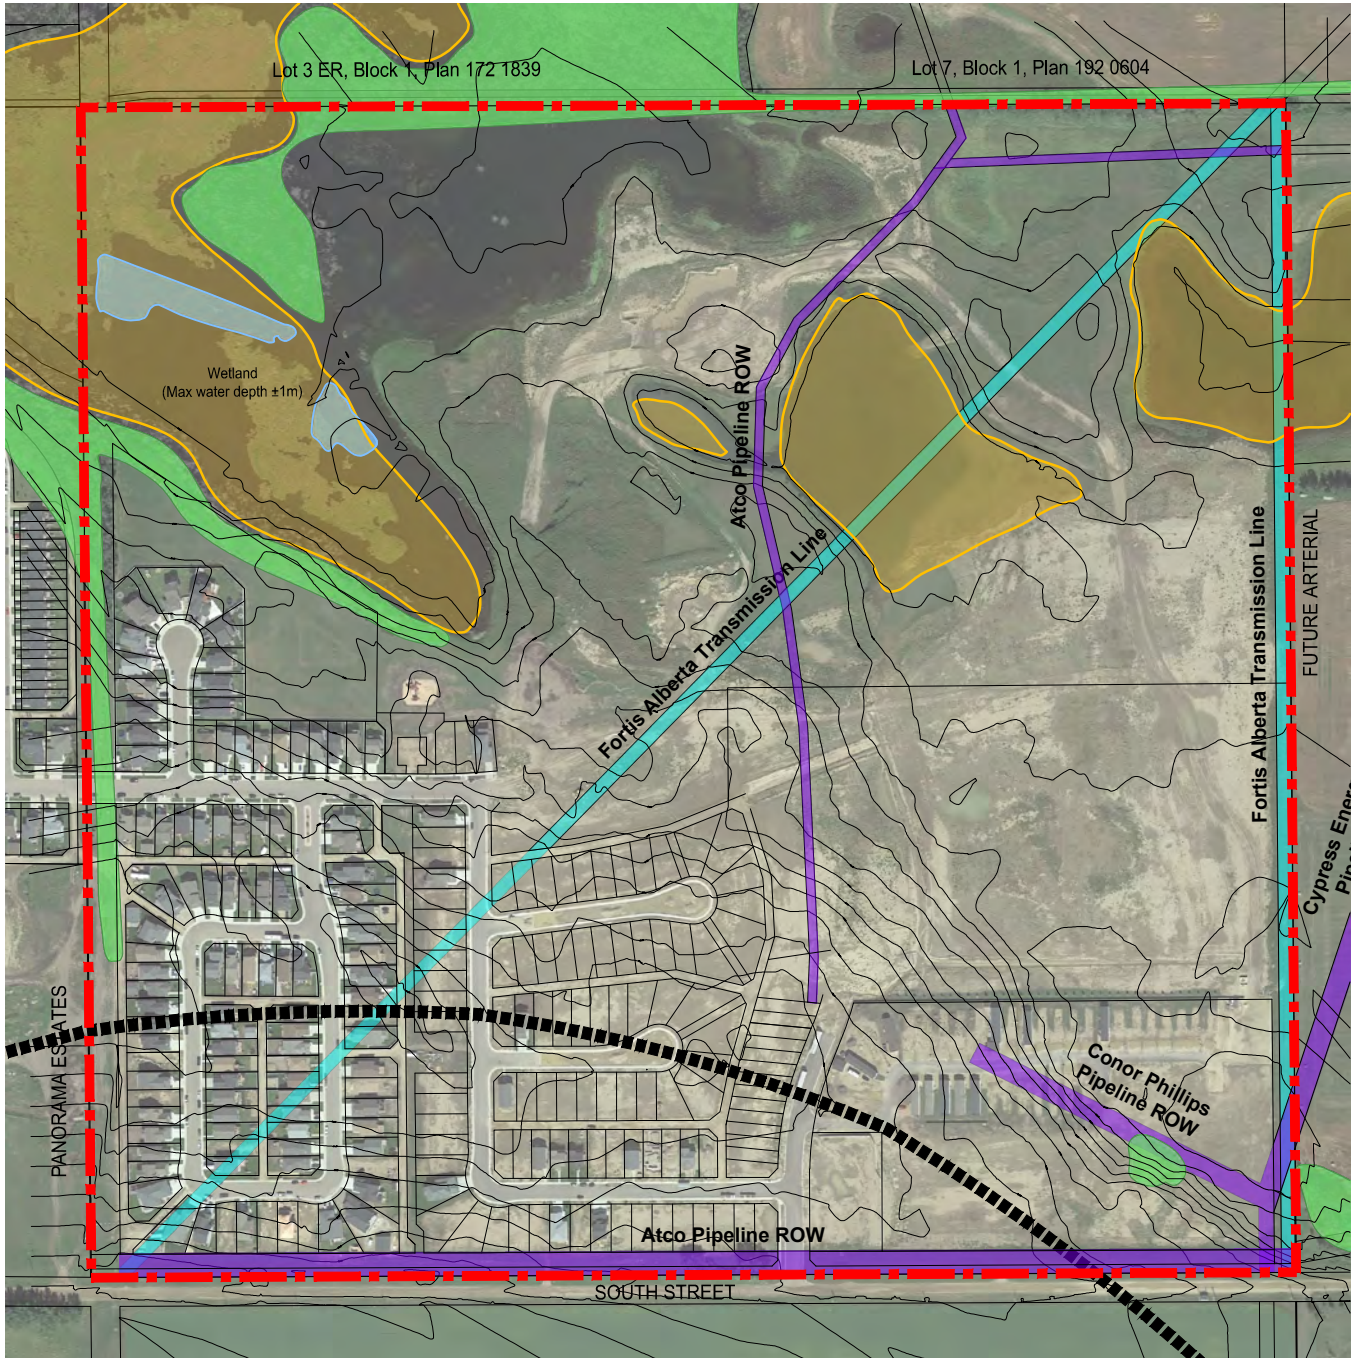 Lot 3 ER, Block 1, Plan 172 1839
Lot 7, Block 1, Plan 192 0604
Wetland
(Max water depth ±1m)
Atco Pipeline ROW
Fortis Alberta Transmission Line
Fortis Alberta Transmission Line
FUTURE ARTERIAL
Cypress
PANORAMA ESTATES
Conor Phillips
Pipeline ROW
Atco Pipeline ROW
SOUTH STREET